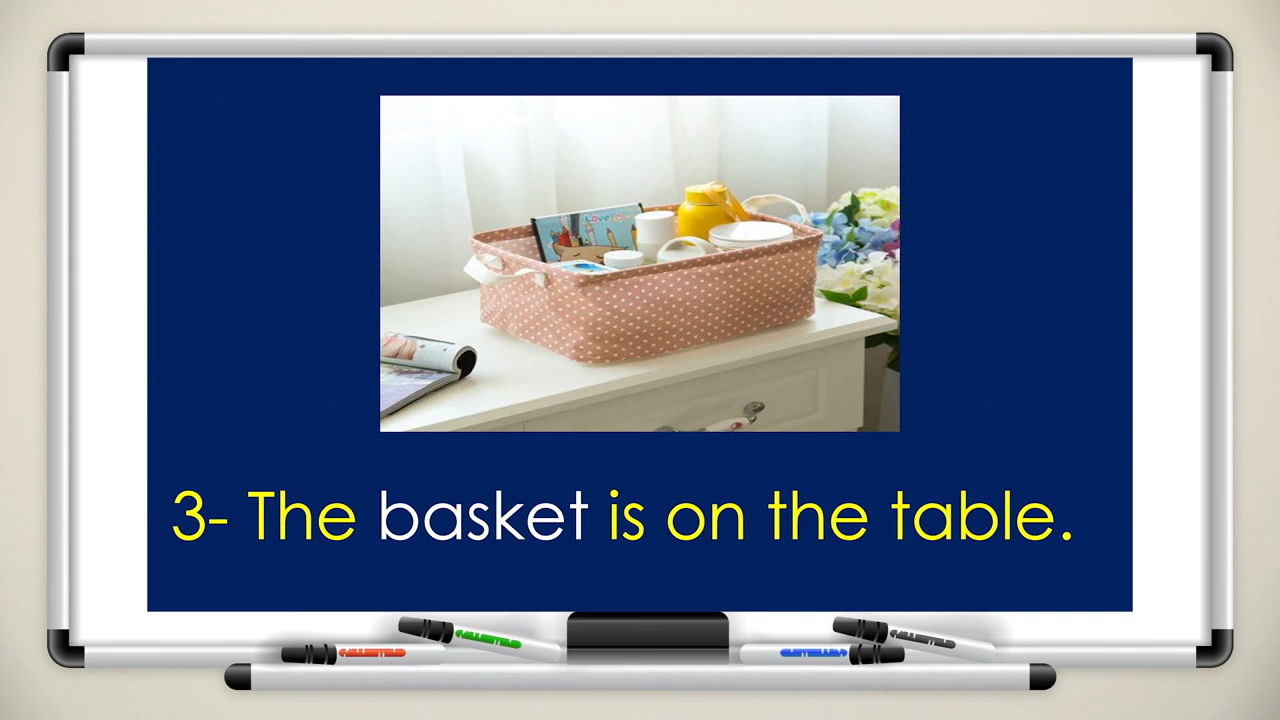 3- The basket is on the table.